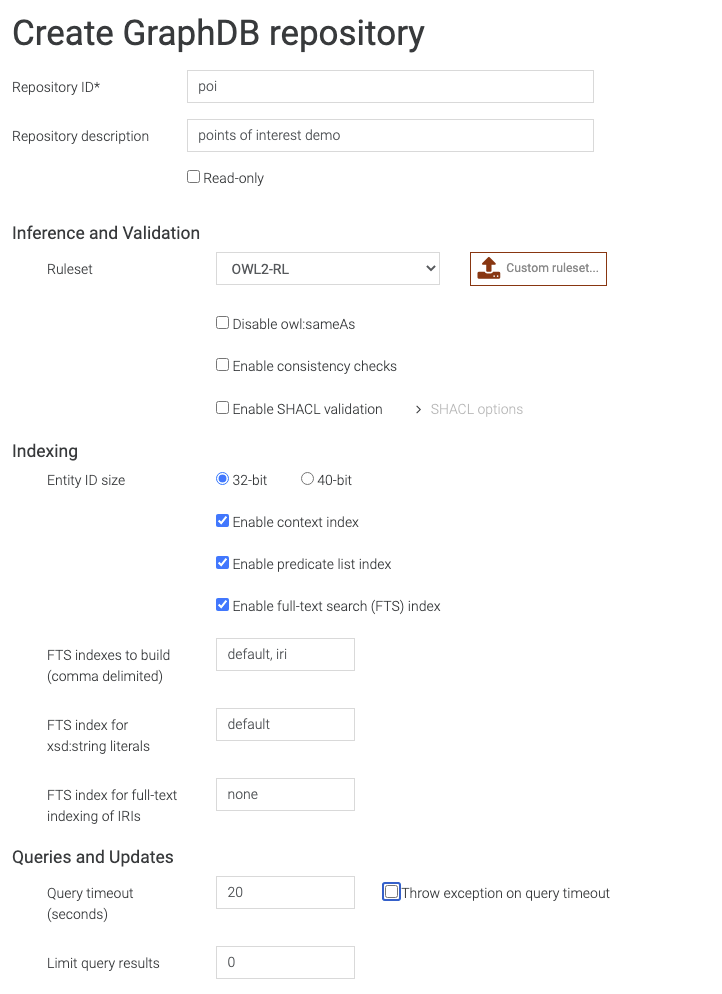 Create GraphDB repository
Repository ID* poi
Repository description points of interest demo
Read-only
Inference and Validation
Ruleset OWL2-RL Custom ruleset...
Disable owl:sameAs
Enable consistency checks
Enable SHACL validation > SHACL options
Indexing
Entity ID size 32-bit 40-bit
Enable context index
Enable predicate list index
Enable full-text search (FTS) index
FTS indexes to build default, iri
(comma delimited)
FTS index for default
xsd:string literals
FTS index for full-text none
indexing of IRIs
Queries and Updates
Query timeout 20 Throw exception on query timeout
(seconds)
Limit query results 0